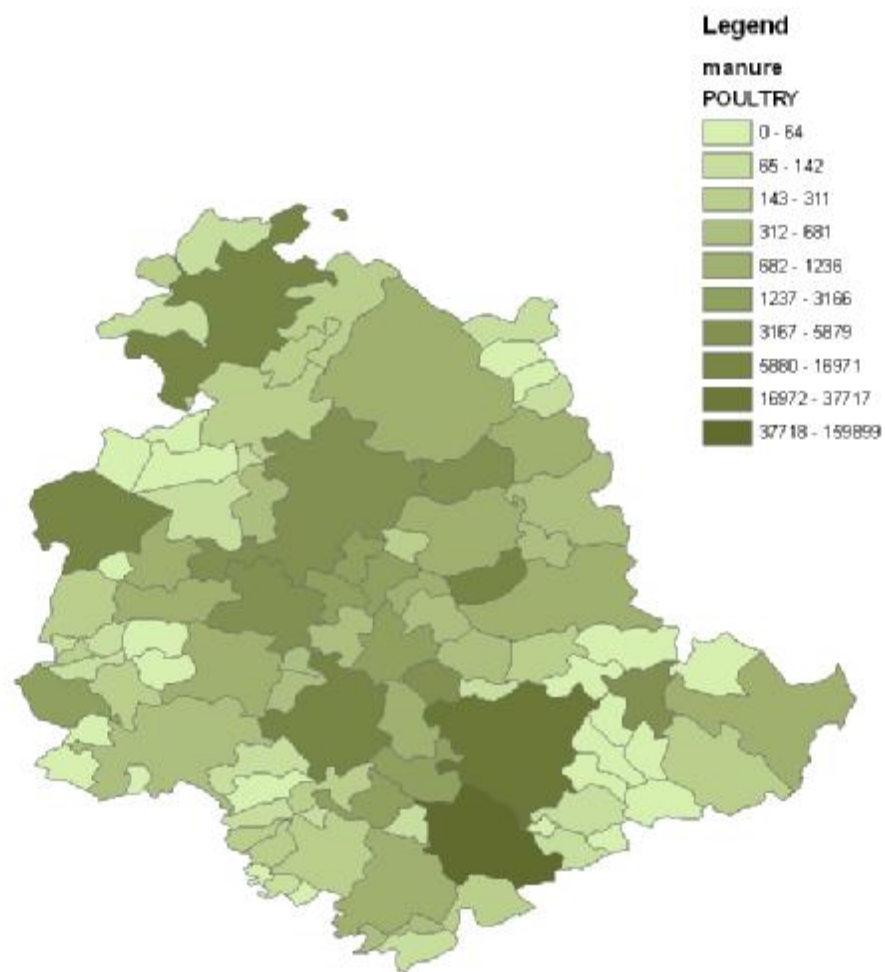 Legend
manure
POULTRY
0 - 64
65 - 142
143 - 311
312 - 681
682 - 1236
1237 - 3166
3167 - 5879
5880 - 16971
16972 - 37717
37718 - 159899